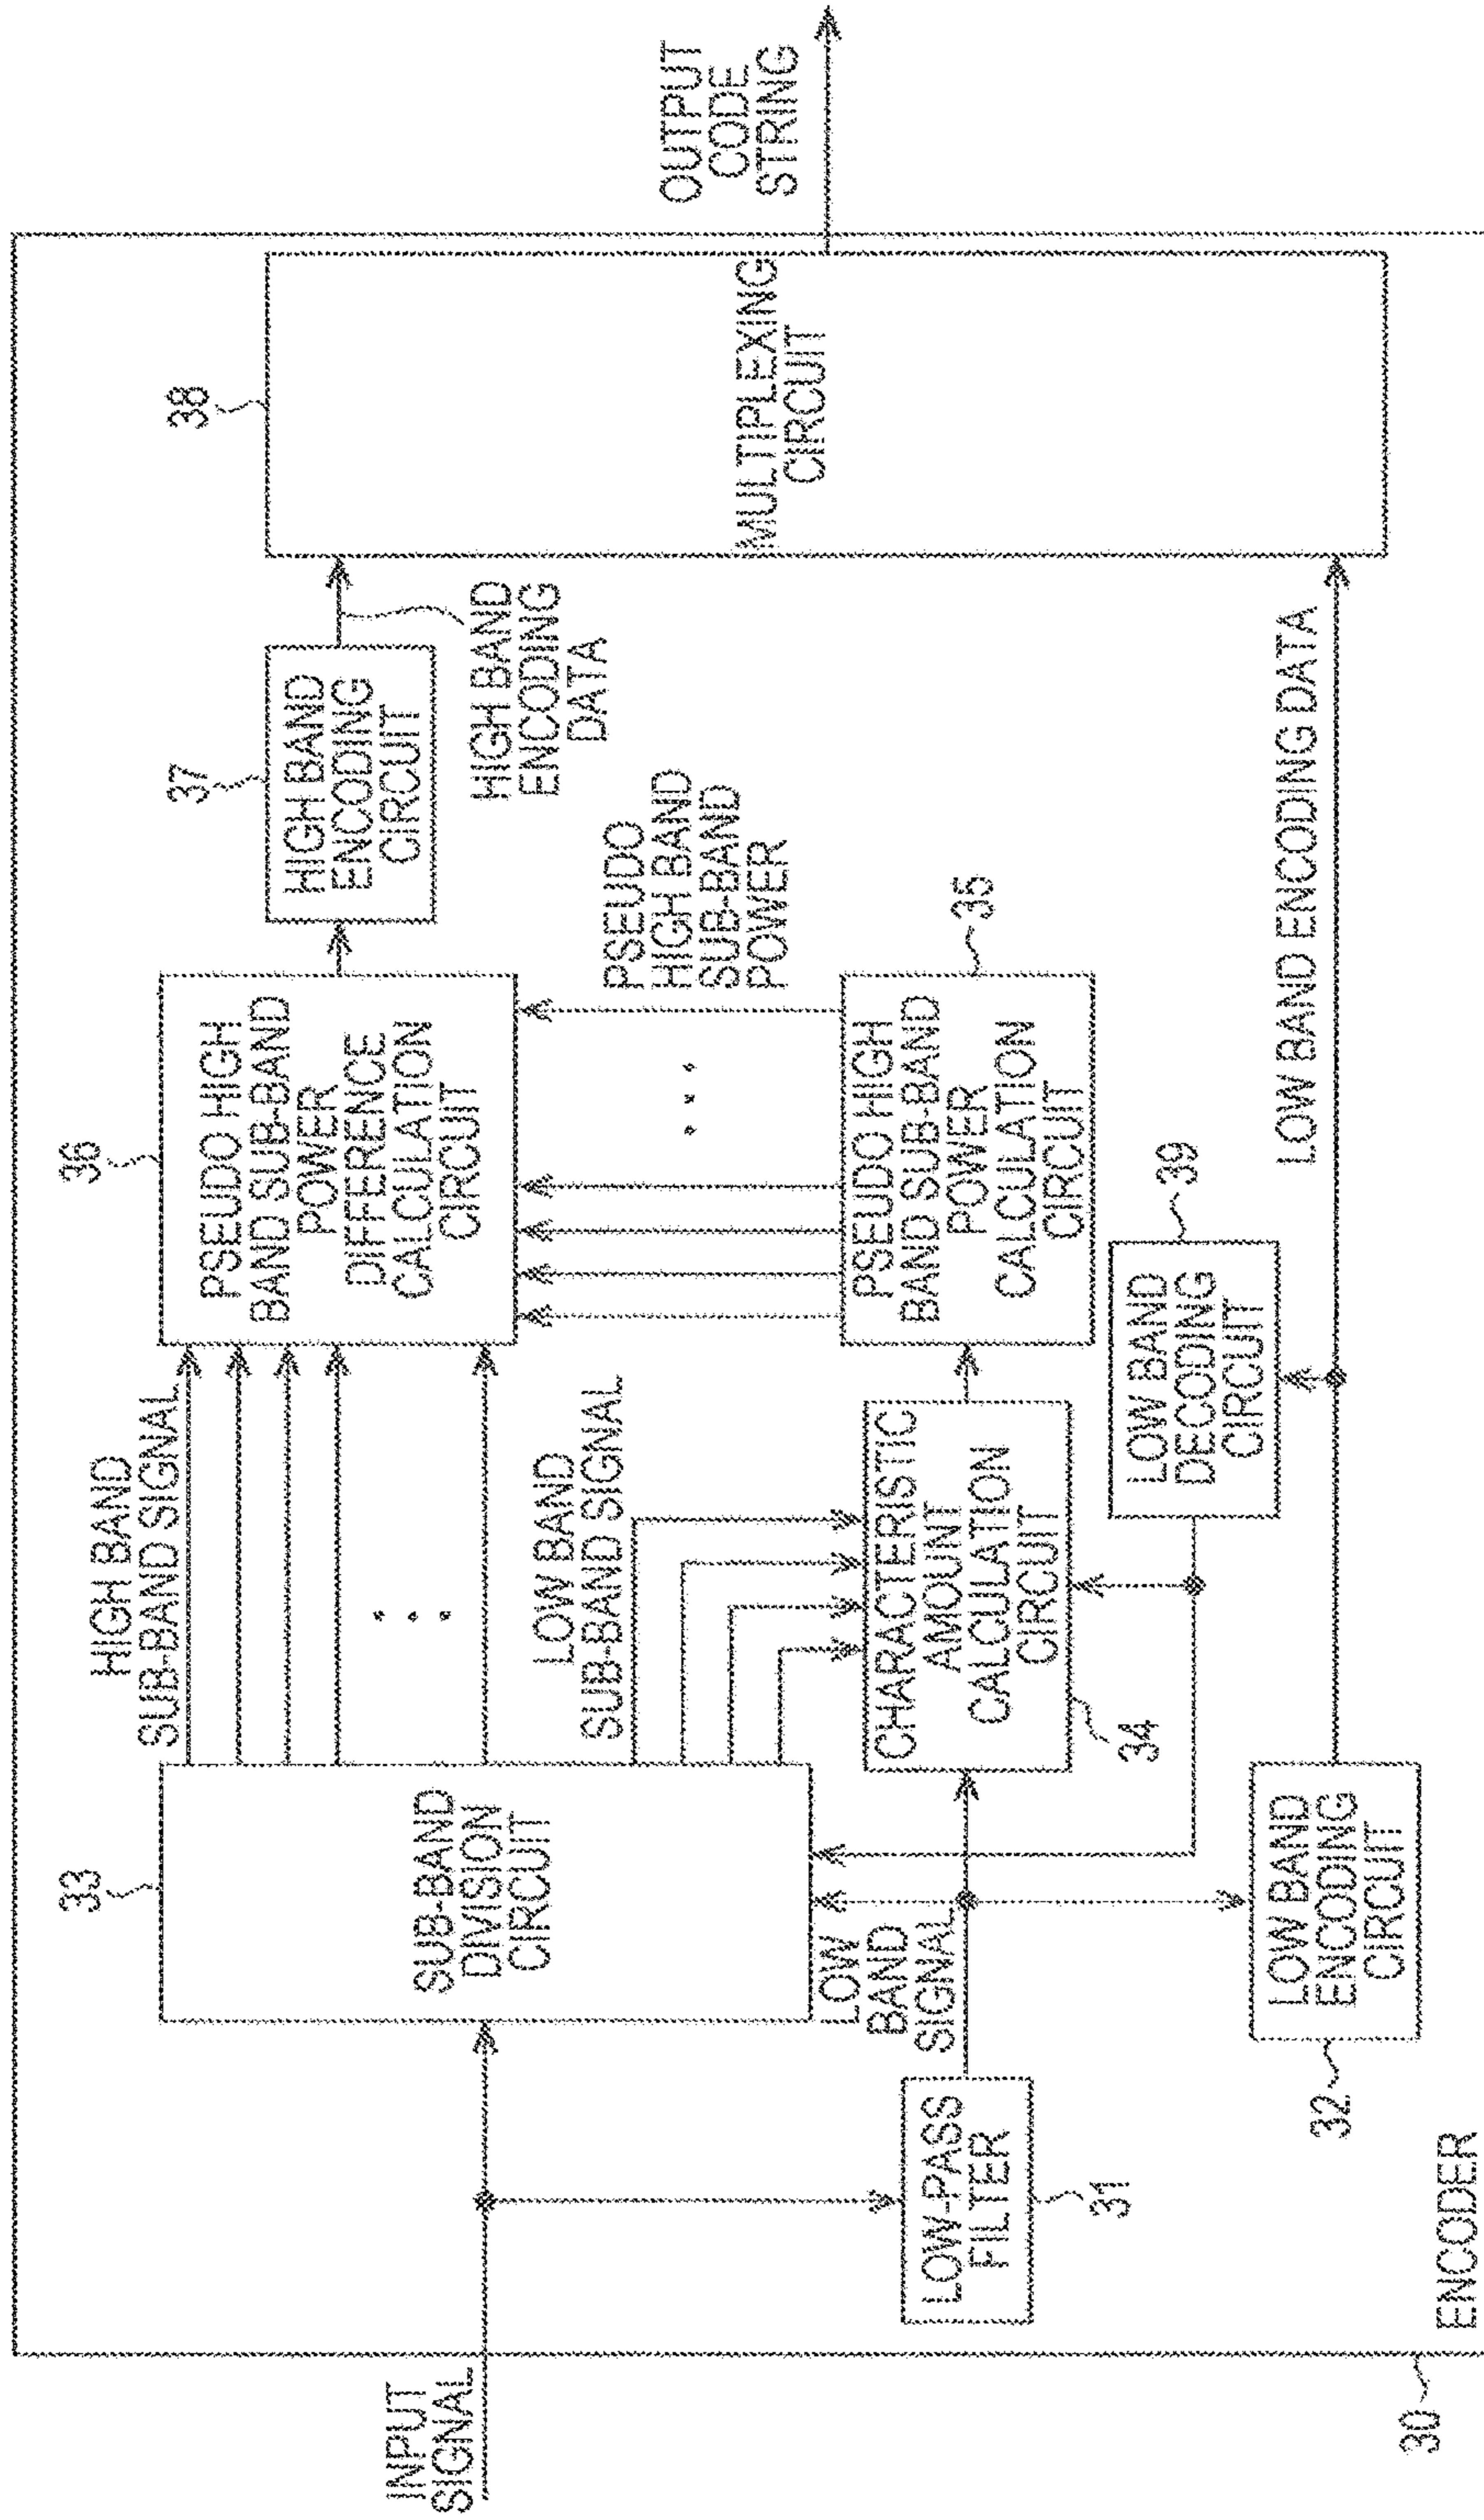 INPUT
SIGNAL
30
ENCODER
LOW-PASS
FILTER
31
33
SUB-BAND
DIVISION
CIRCUIT
LOW
BAND
SIGNAL
LOW BAND
ENCODING
CIRCUIT
32
HIGH BAND
SUB-BAND SIGNAL
LOW BAND
SUB-BAND SIGNAL
CHARACTERISTIC
AMOUNT
CALCULATION
CIRCUIT
34
36
PSEUDO HIGH
BAND SUB-BAND
POWER
DIFFERENCE
CALCULATION
CIRCUIT
PSEUDO HIGH
BAND SUB-BAND
POWER
CALCULATION
CIRCUIT
35
LOW BAND
DECODING
CIRCUIT
39
PSEUDO
HIGH BAND
SUB-BAND
POWER
LOW BAND ENCODING DATA
37
HIGH BAND
ENCODING
CIRCUIT
HIGH BAND
ENCODING
DATA
38
MULTIPLEXING
CIRCUIT
OUTPUT
CODE
STRING